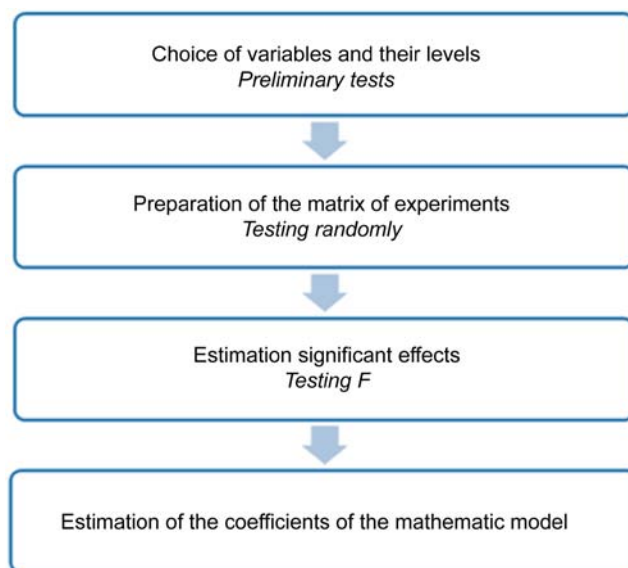 Choice of variables and their levels
Preliminary tests
Preparation of the matrix of experiments
Testing randomly
Estimation significant effects
Testing F
Estimation of the coefficients of the mathematic model